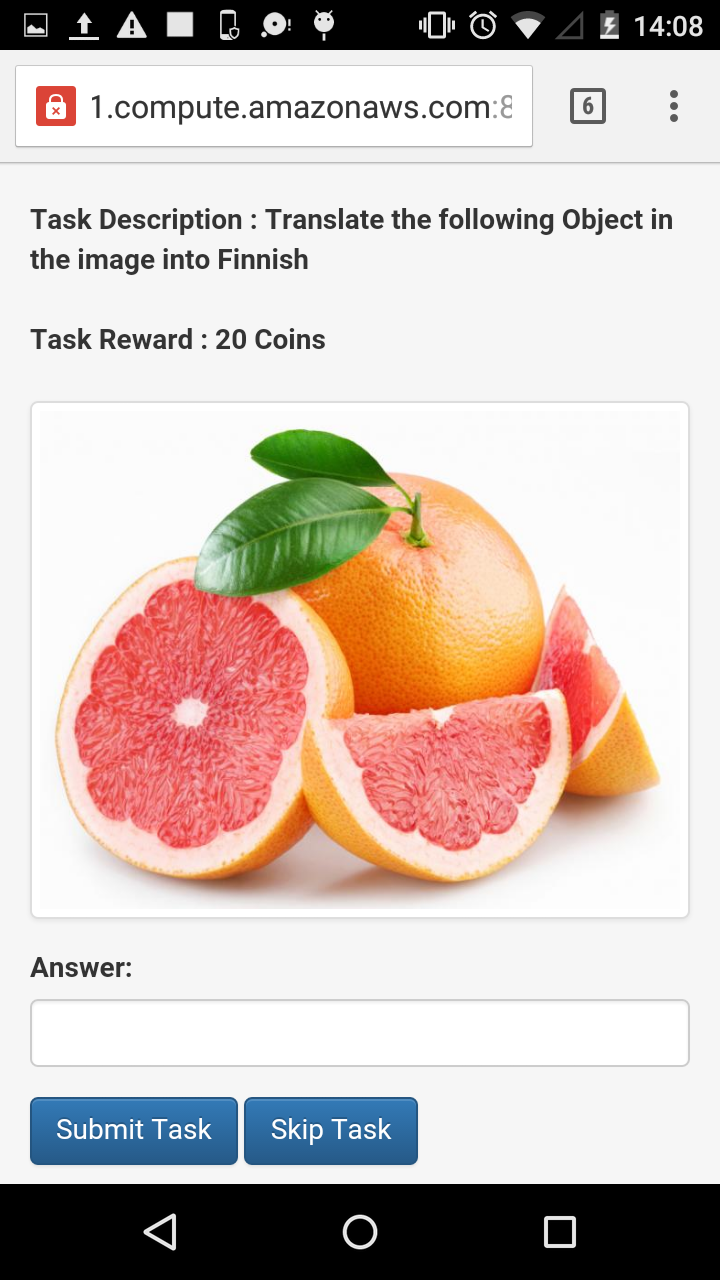 14:08
1.compute.amazonaws.com:8
6
Task Description : Translate the following Object in
the image into Finnish
Task Reward : 20 Coins
Answer:
Submit Task
Skip Task